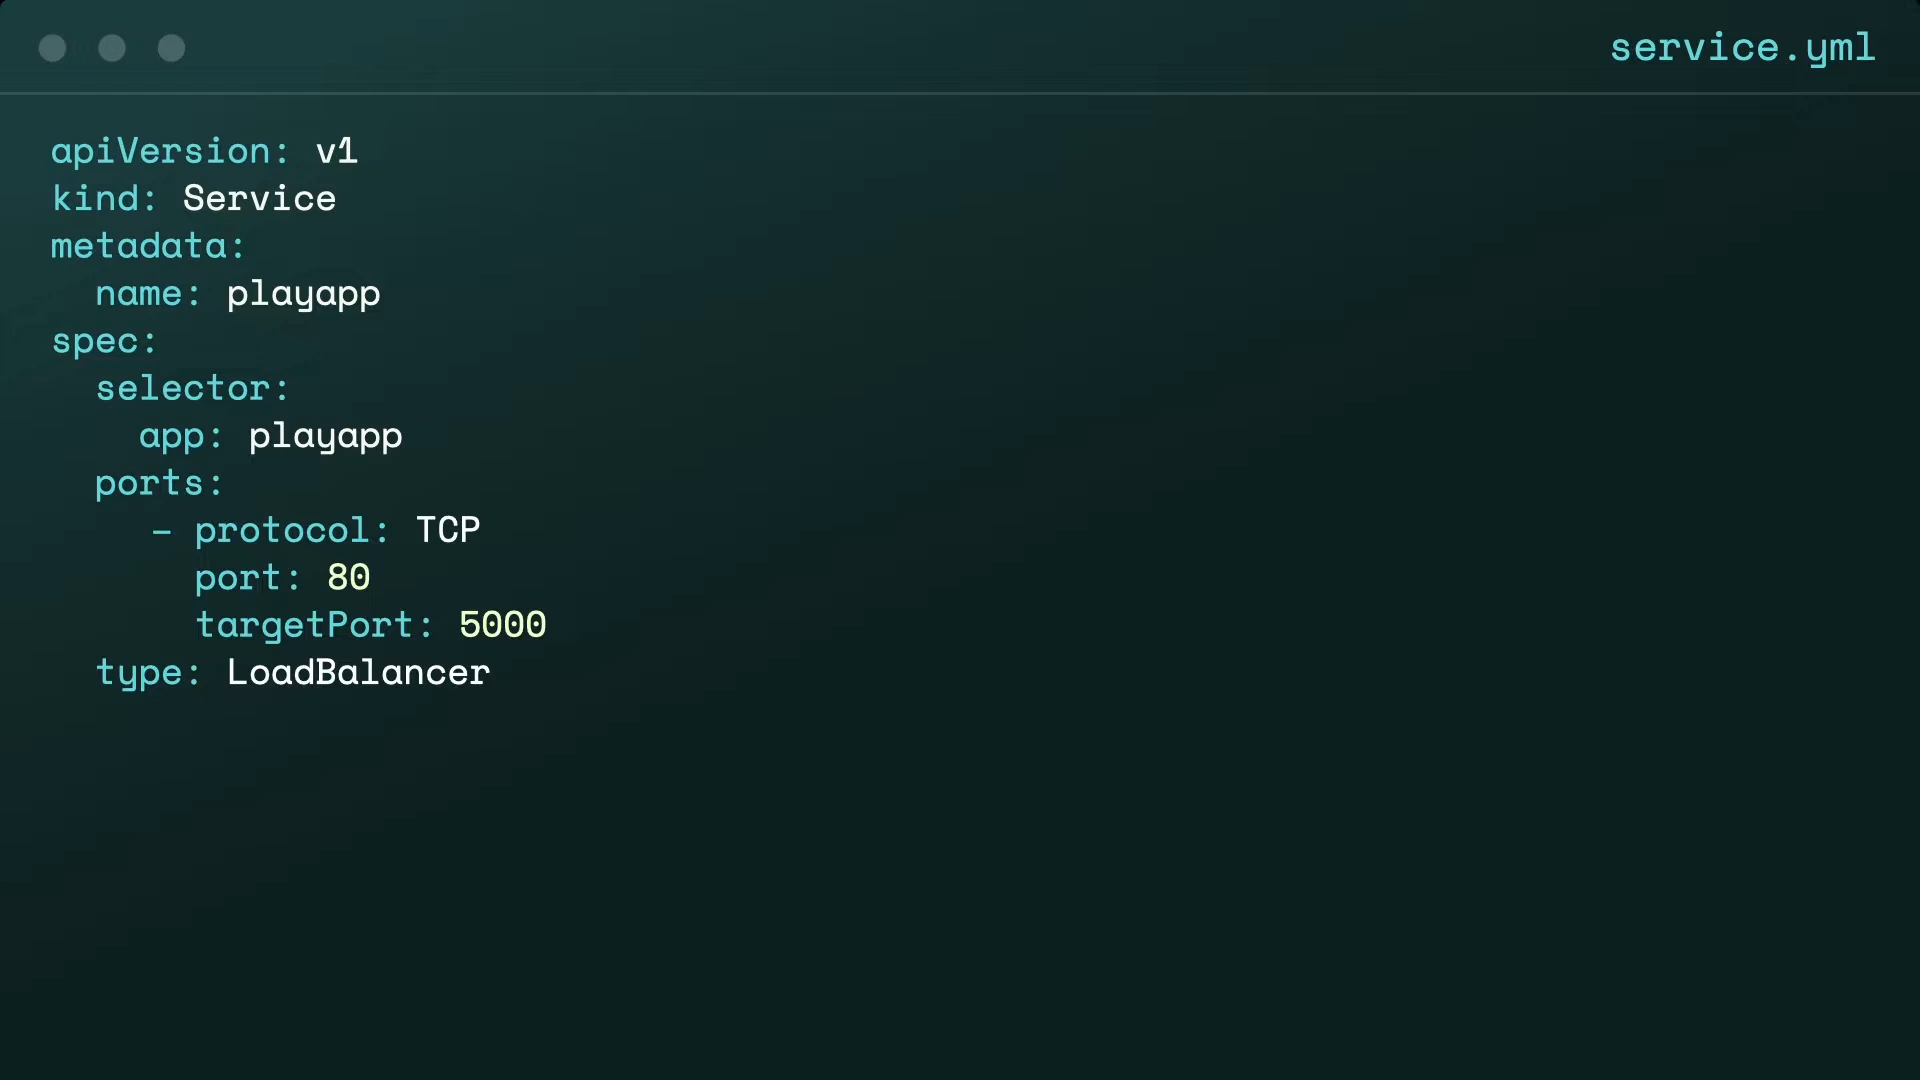 service.yml
apiVersion: v1
kind: Service
metadata:
  name: playapp
spec:
  selector:
    app: playapp
  ports:
    - protocol: TCP
      port: 80
      targetPort: 5000
  type: LoadBalancer